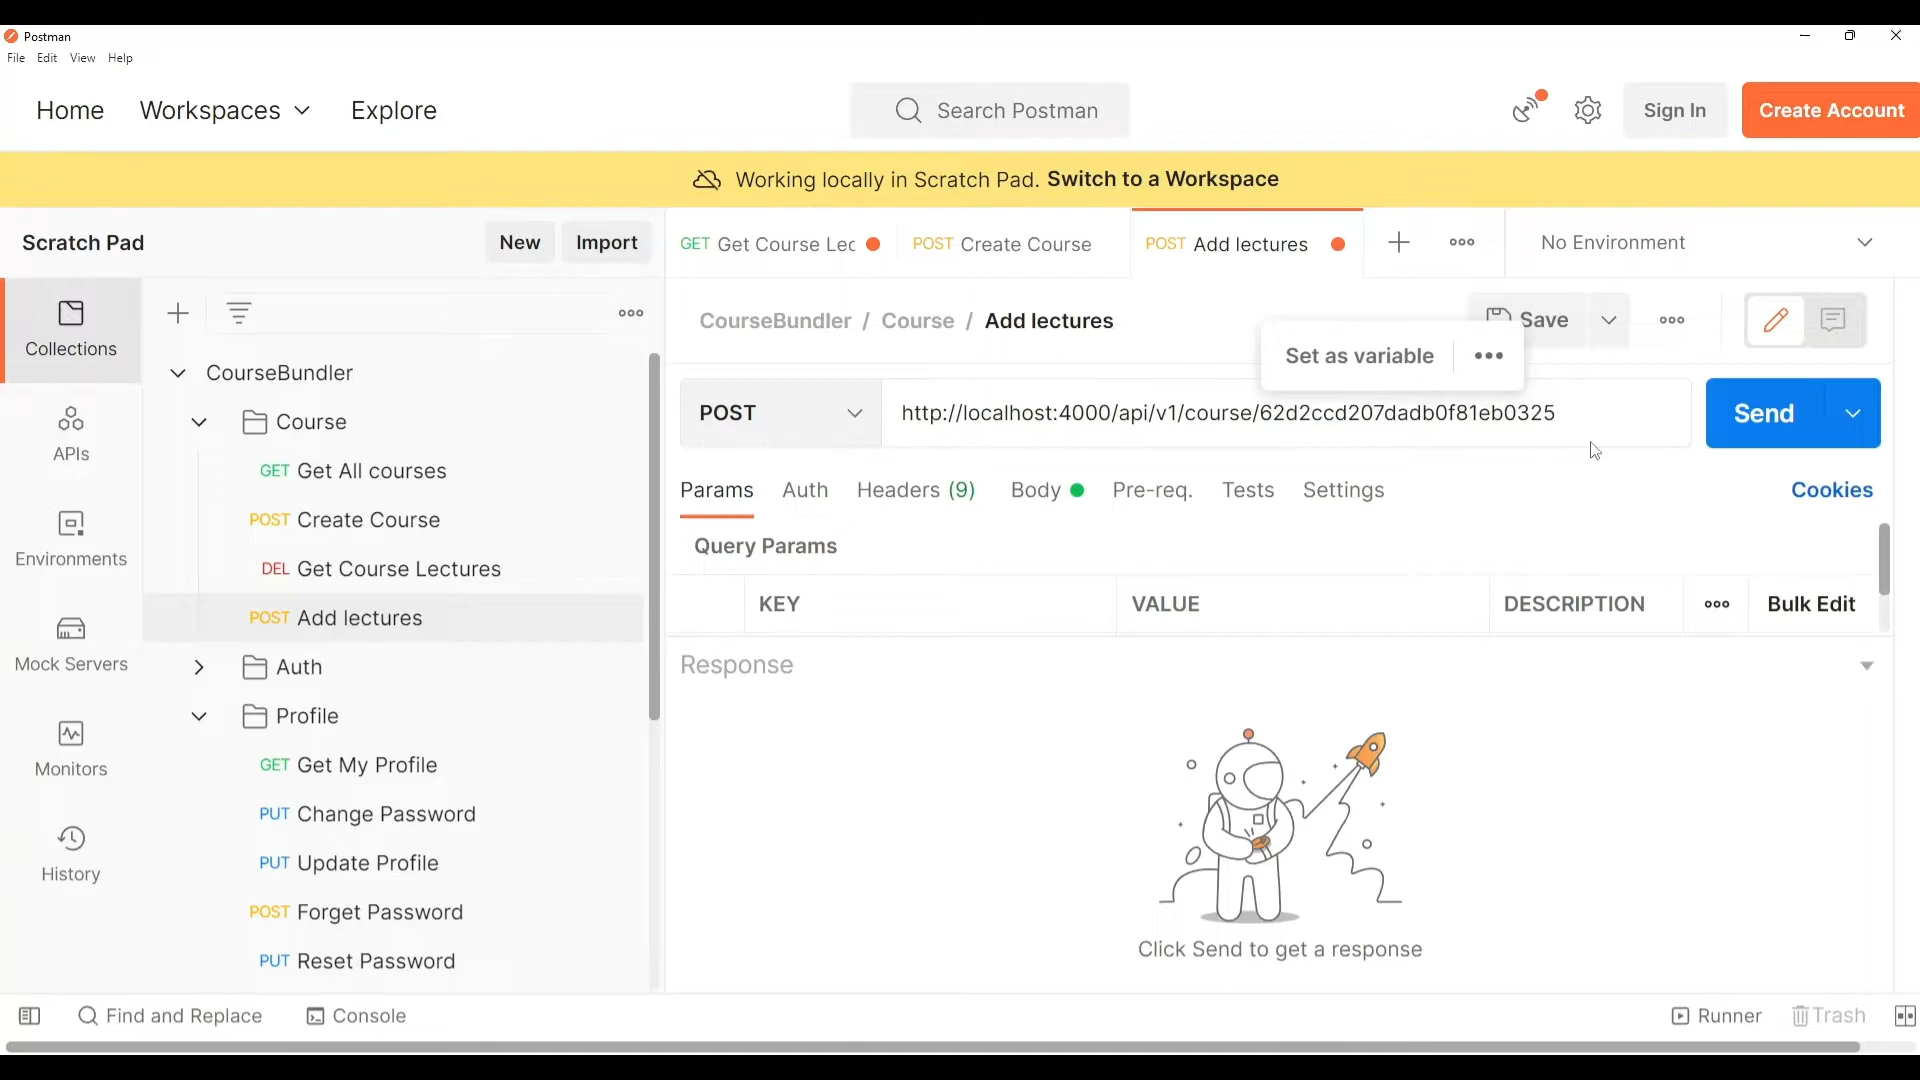 Postman
File Edit View Help
Home Workspaces Explore Search Postman Sign In Create Account
Working locally in Scratch Pad. Switch to a Workspace
Scratch Pad New Import GET Get Course Lec POST Create Course POST Add lectures No Environment
Collections
APIs
Environments
Mock Servers
Monitors
History
CourseBundler
Course
GET Get All courses
POST Create Course
DEL Get Course Lectures
POST Add lectures
Auth
Profile
GET Get My Profile
PUT Change Password
PUT Update Profile
POST Forget Password
PUT Reset Password
CourseBundler / Course / Add lectures Save
Set as variable
POST http://localhost:4000/api/v1/course/62d2ccd207dadb0f81eb0325 Send
Params Auth Headers (9) Body Pre-req. Tests Settings Cookies
Query Params
KEY VALUE DESCRIPTION Bulk Edit
Response
Click Send to get a response
Find and Replace Console Runner Trash